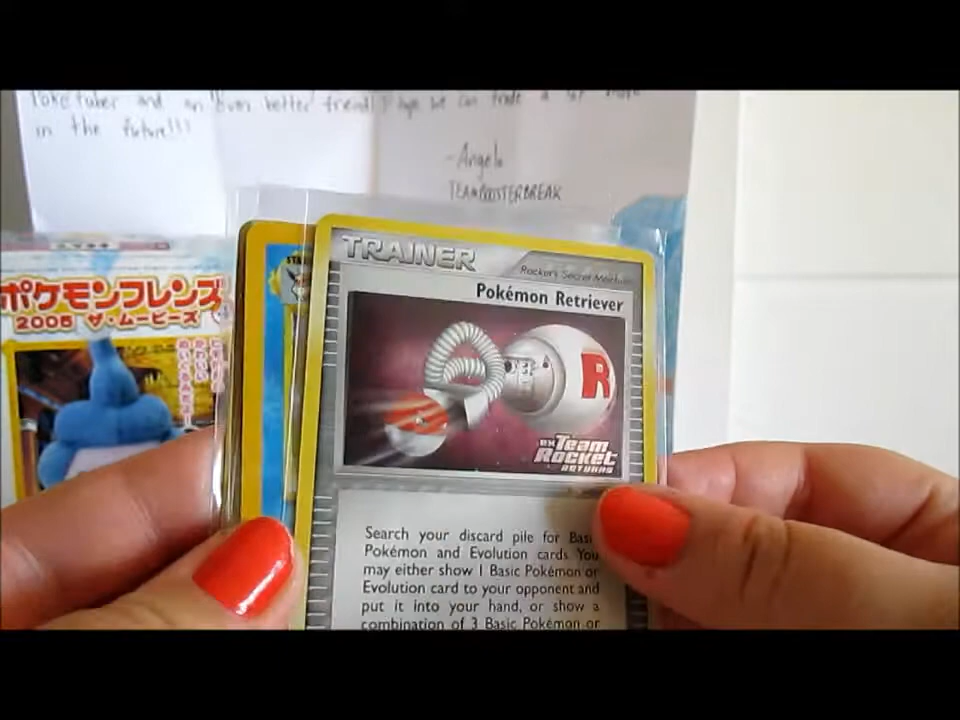 and an even better friend! I hope we can trade a
in the future!!!
-Angelo
TEAMBOOSTERBREAK
ポケモンフレンズ
2005 ザ・ムービーズ
TRAINER
Rocket's Secret Machine
Pokémon Retriever
R
EX Team
Rocket
RETURNS
Search your discard pile for Basic
Pokémon and Evolution cards. You
may either show 1 Basic Pokémon or
Evolution card to your opponent and
put it into your hand, or show a
combination of 3 Basic Pokémon or